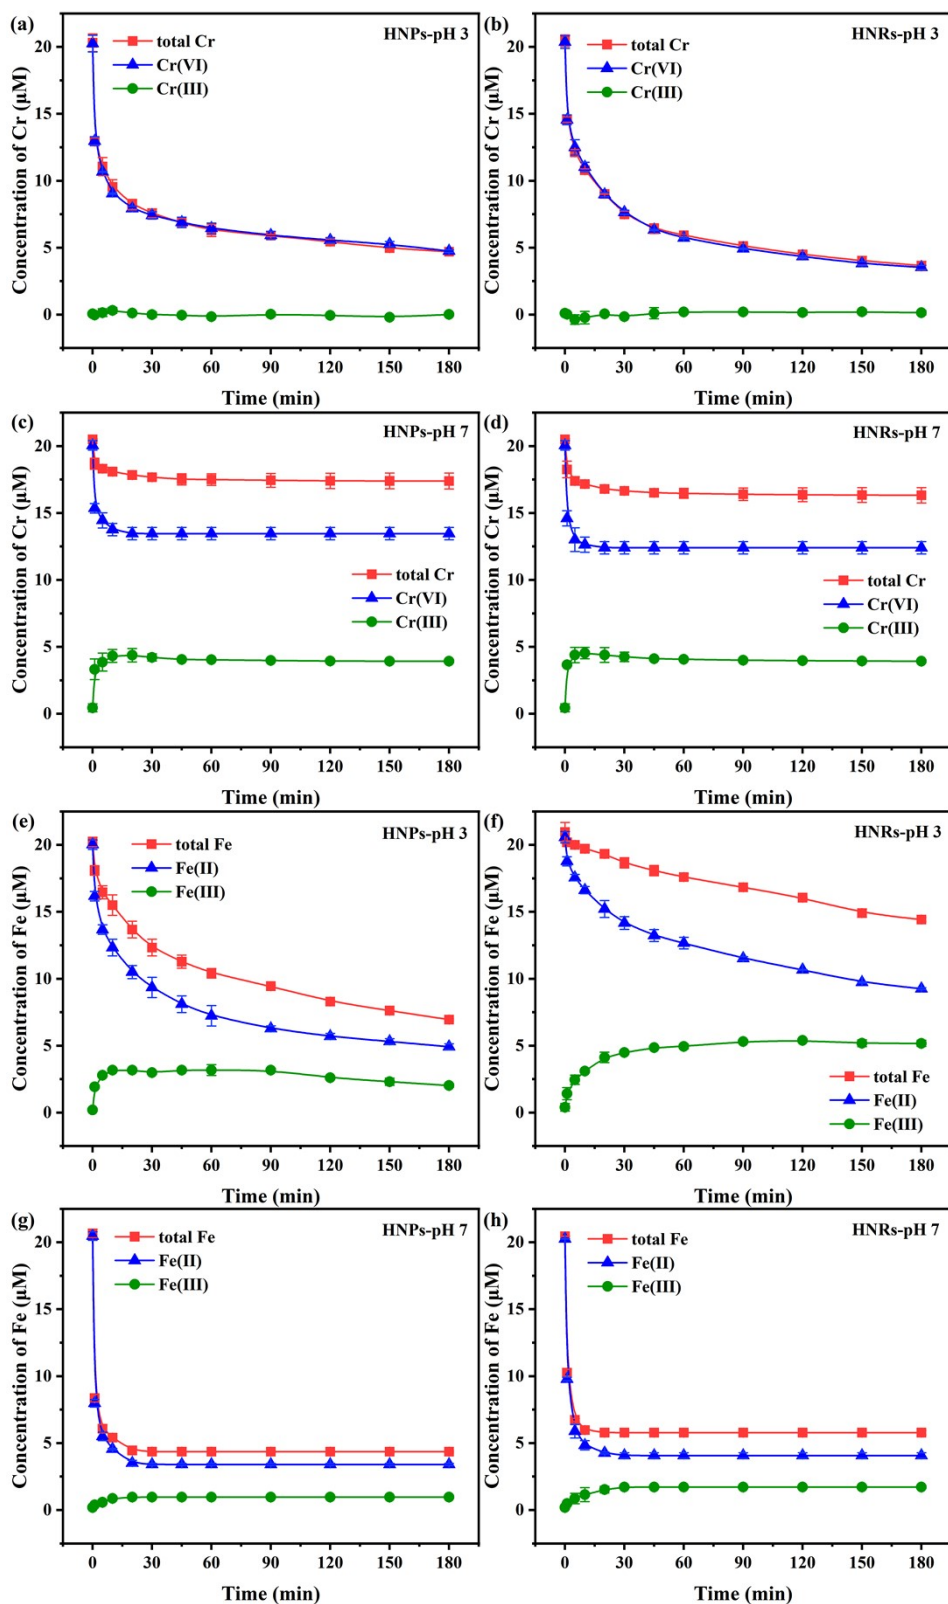 (a)
HNPs-pH 3
total Cr
Cr(VI)
Cr(III)
Concentration of Cr (μM)
20
15
10
5
0
0 30 60 90 120 150 180
Time (min)
(b)
HNRs-pH 3
total Cr
Cr(VI)
Cr(III)
Concentration of Cr (μM)
20
15
10
5
0
0 30 60 90 120 150 180
Time (min)
(c)
HNPs-pH 7
total Cr
Cr(VI)
Cr(III)
Concentration of Cr (μM)
20
15
10
5
0
0 30 60 90 120 150 180
Time (min)
(d)
HNRs-pH 7
total Cr
Cr(VI)
Cr(III)
Concentration of Cr (μM)
20
15
10
5
0
0 30 60 90 120 150 180
Time (min)
(e)
HNPs-pH 3
total Fe
Fe(II)
Fe(III)
Concentration of Fe (μM)
20
15
10
5
0
0 30 60 90 120 150 180
Time (min)
(f)
HNRs-pH 3
total Fe
Fe(II)
Fe(III)
Concentration of Fe (μM)
20
15
10
5
0
0 30 60 90 120 150 180
Time (min)
(g)
HNPs-pH 7
total Fe
Fe(II)
Fe(III)
Concentration of Fe (μM)
20
15
10
5
0
0 30 60 90 120 150 180
Time (min)
(h)
HNRs-pH 7
total Fe
Fe(II)
Fe(III)
Concentration of Fe (μM)
20
15
10
5
0
0 30 60 90 120 150 180
Time (min)